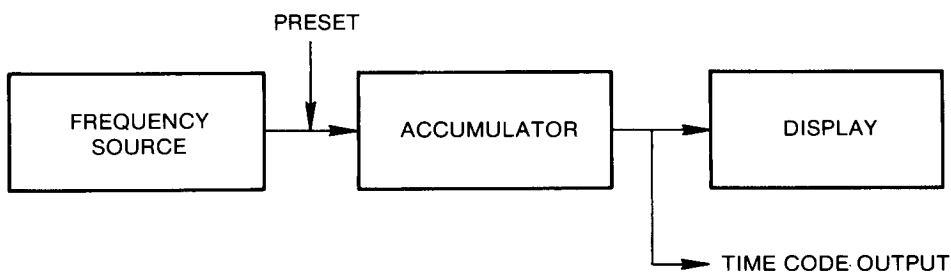 PRESET
FREQUENCY
SOURCE
ACCUMULATOR
DISPLAY
TIME CODE OUTPUT